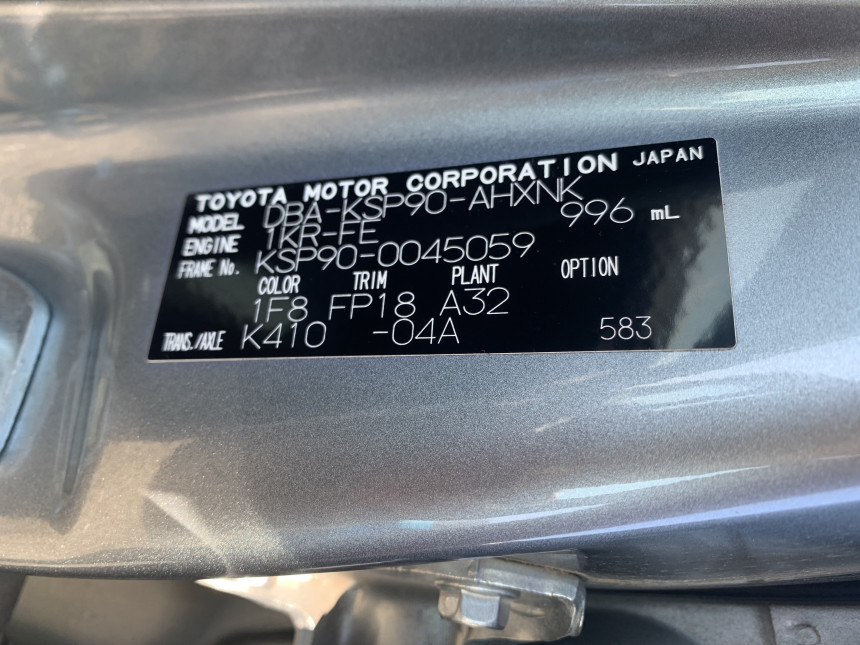 TOYOTA MOTOR CORPORATION JAPAN
MODEL DBA-KSP90-AHXNK
ENGINE 1KR-FE 996 mL
FRAME No. KSP90-0045059
COLOR TRIM PLANT OPTION
1F8 FP18 A32
TRANS./AXLE K410 -04A 583